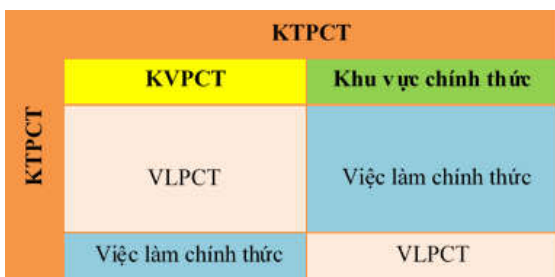 KTPCT
KTPCT
KVPCT
Khu vực chính thức
VLPCT
Việc làm chính thức
Việc làm chính thức
VLPCT